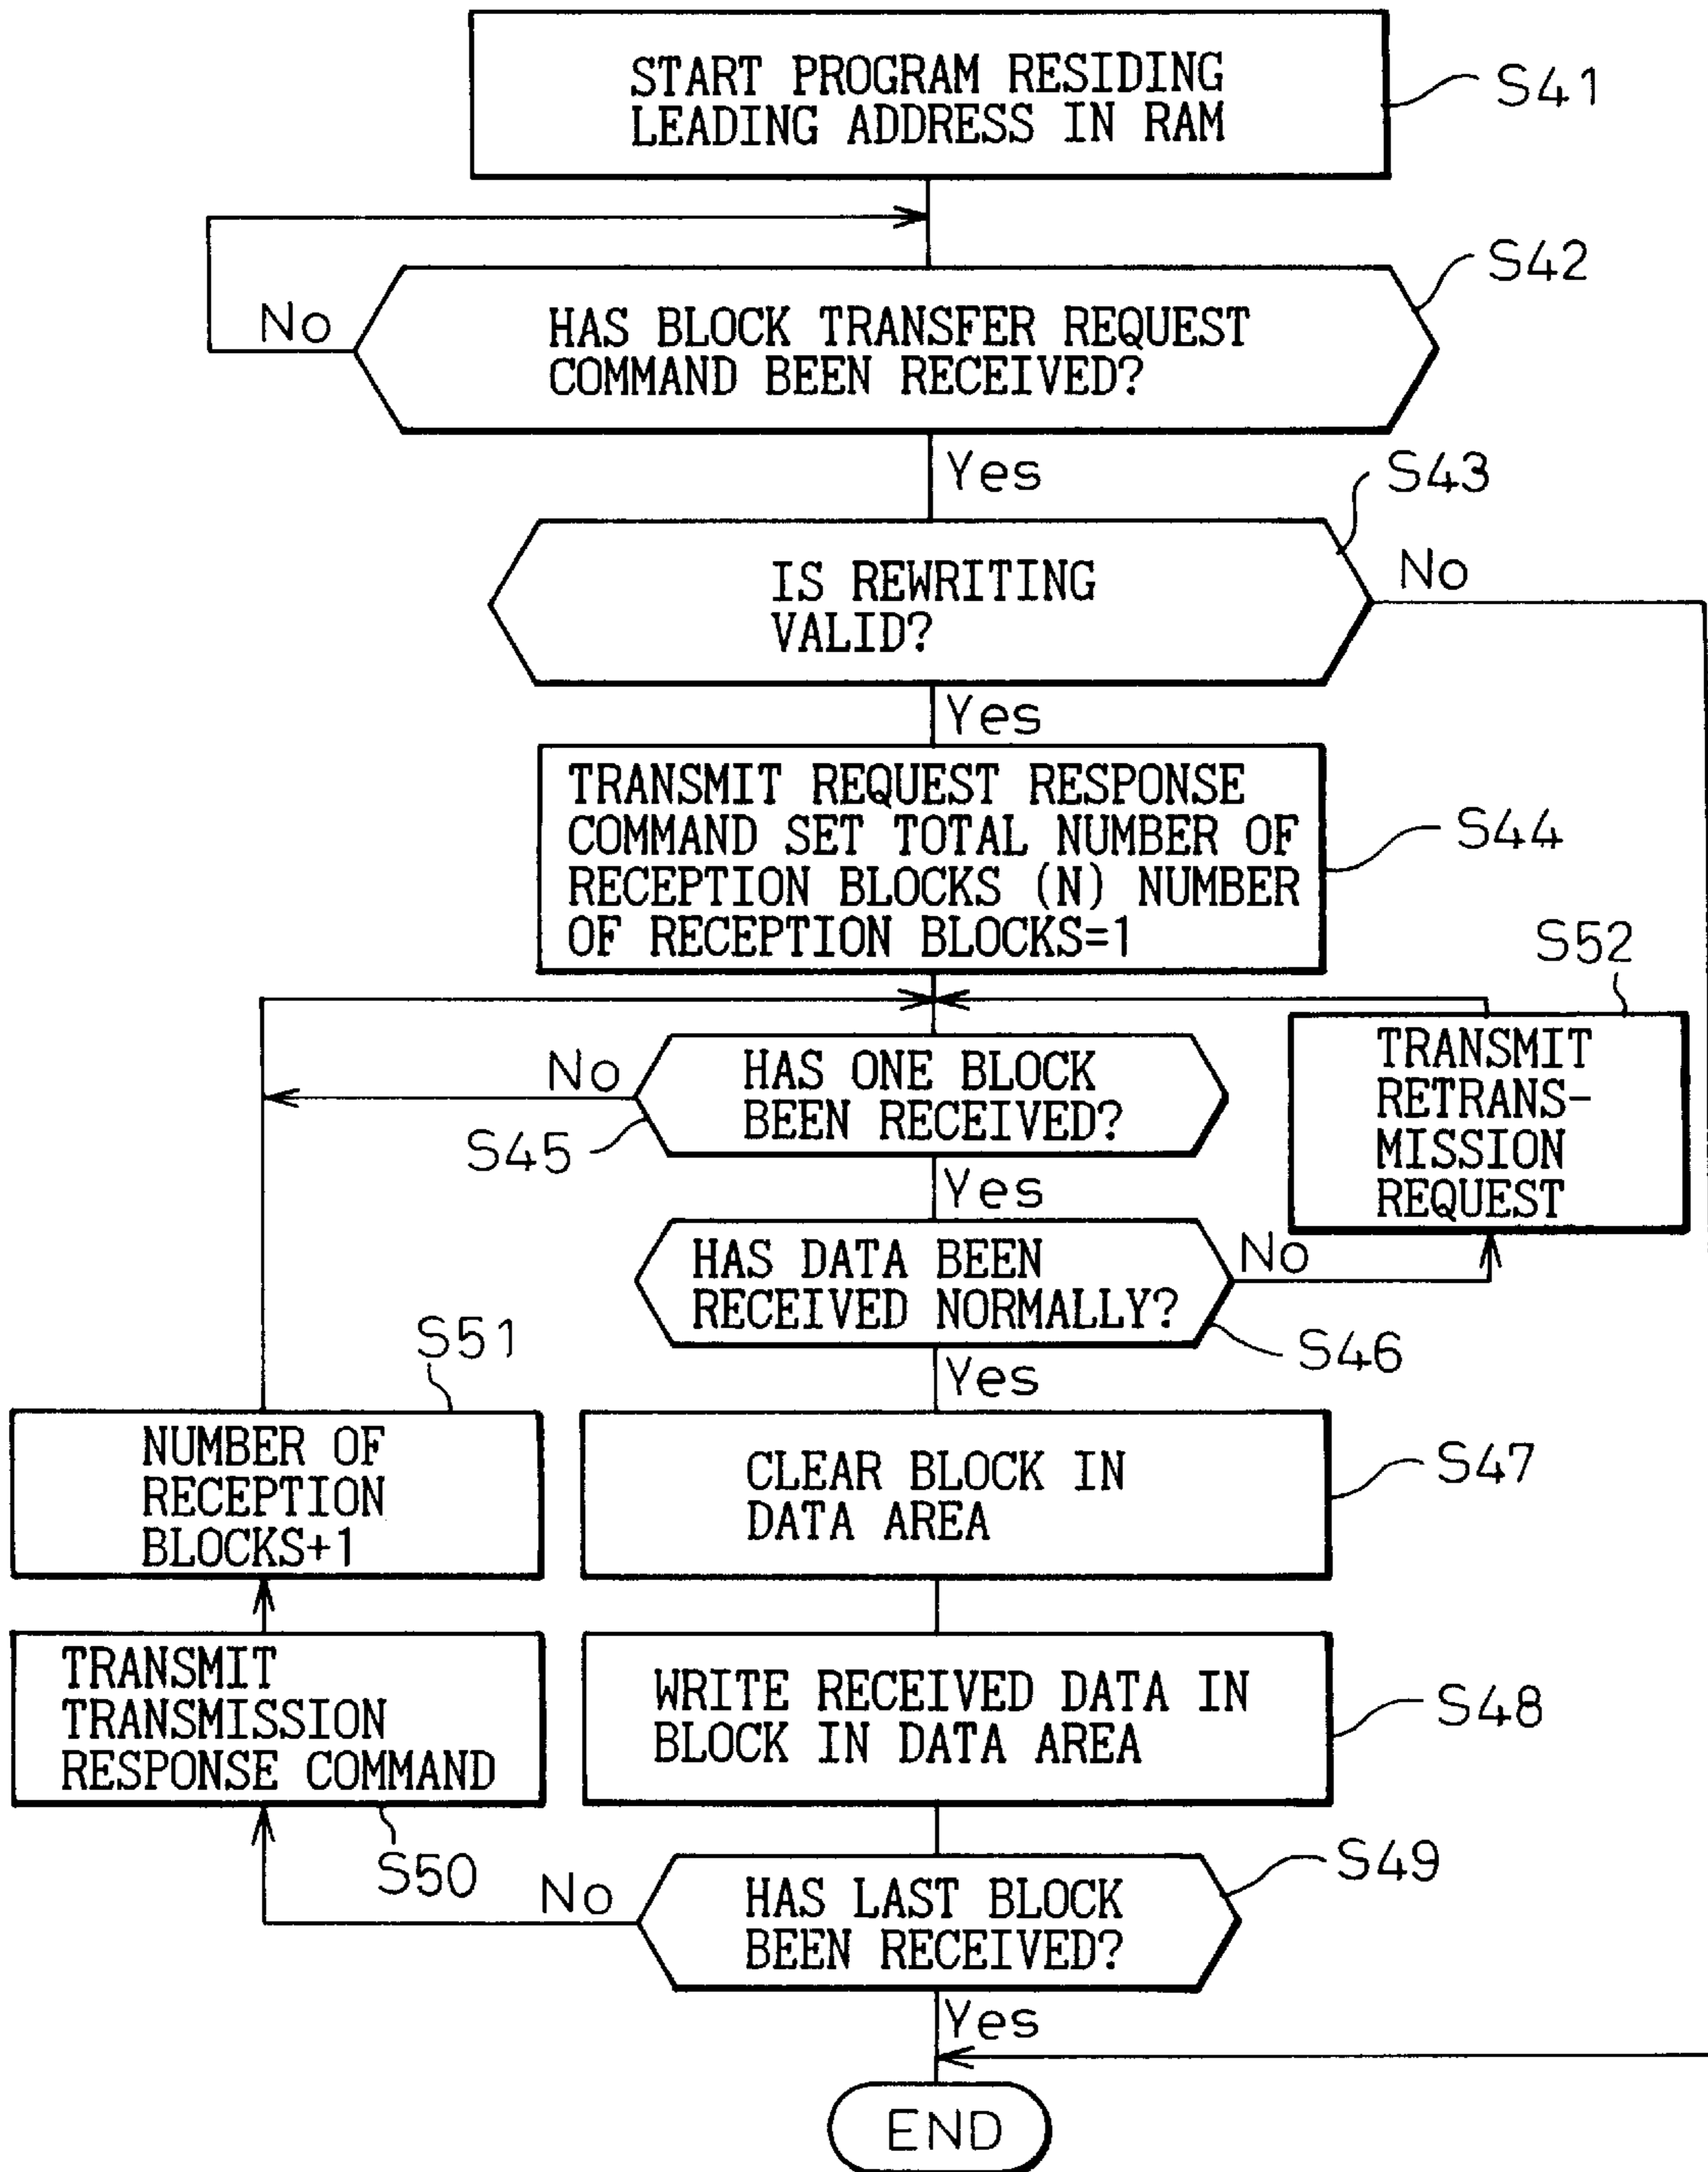 START PROGRAM RESIDING
LEADING ADDRESS IN RAM
S41
S42
No
HAS BLOCK TRANSFER REQUEST
COMMAND BEEN RECEIVED?
Yes
S43
IS REWRITING
VALID?
No
Yes
TRANSMIT REQUEST RESPONSE
COMMAND SET TOTAL NUMBER OF
RECEPTION BLOCKS (N) NUMBER
OF RECEPTION BLOCKS=1
S44
S52
TRANSMIT
RETRANS-
MISSION
REQUEST
No
HAS ONE BLOCK
BEEN RECEIVED?
S45
Yes
HAS DATA BEEN
RECEIVED NORMALLY?
No
S46
Yes
S51
NUMBER OF
RECEPTION
BLOCKS+1
CLEAR BLOCK IN
DATA AREA
S47
TRANSMIT
TRANSMISSION
RESPONSE COMMAND
WRITE RECEIVED DATA IN
BLOCK IN DATA AREA
S48
S50
No
HAS LAST BLOCK
BEEN RECEIVED?
S49
Yes
END